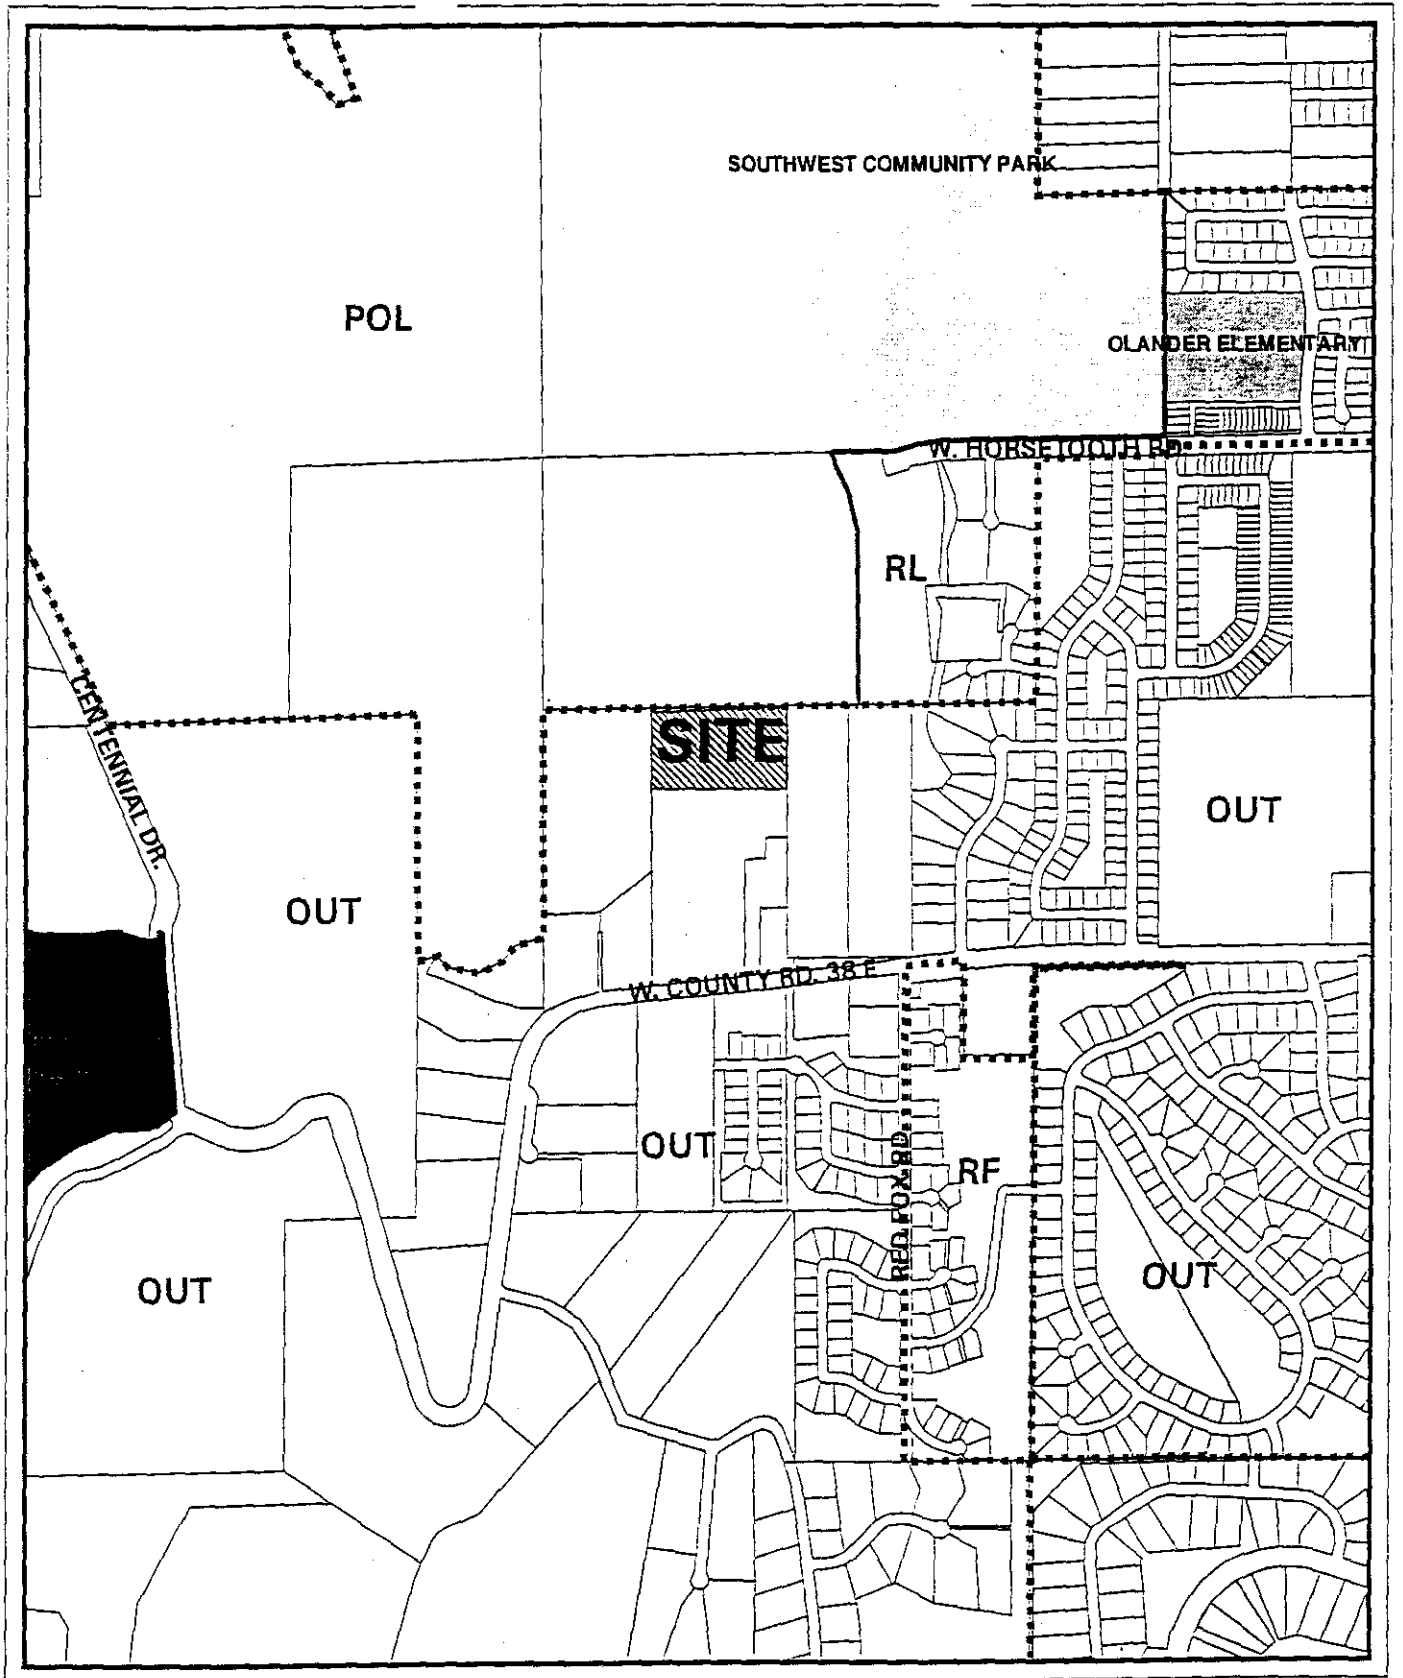 SOUTHWEST COMMUNITY PARK
POL
OLANDER ELEMENTARY
W. HORSETOOTH RD
RL
CENTENNIAL DR.
SITE
OUT
OUT
W. COUNTY RD. 38 E
OUT
RED FOX RD
RF
OUT
OUT